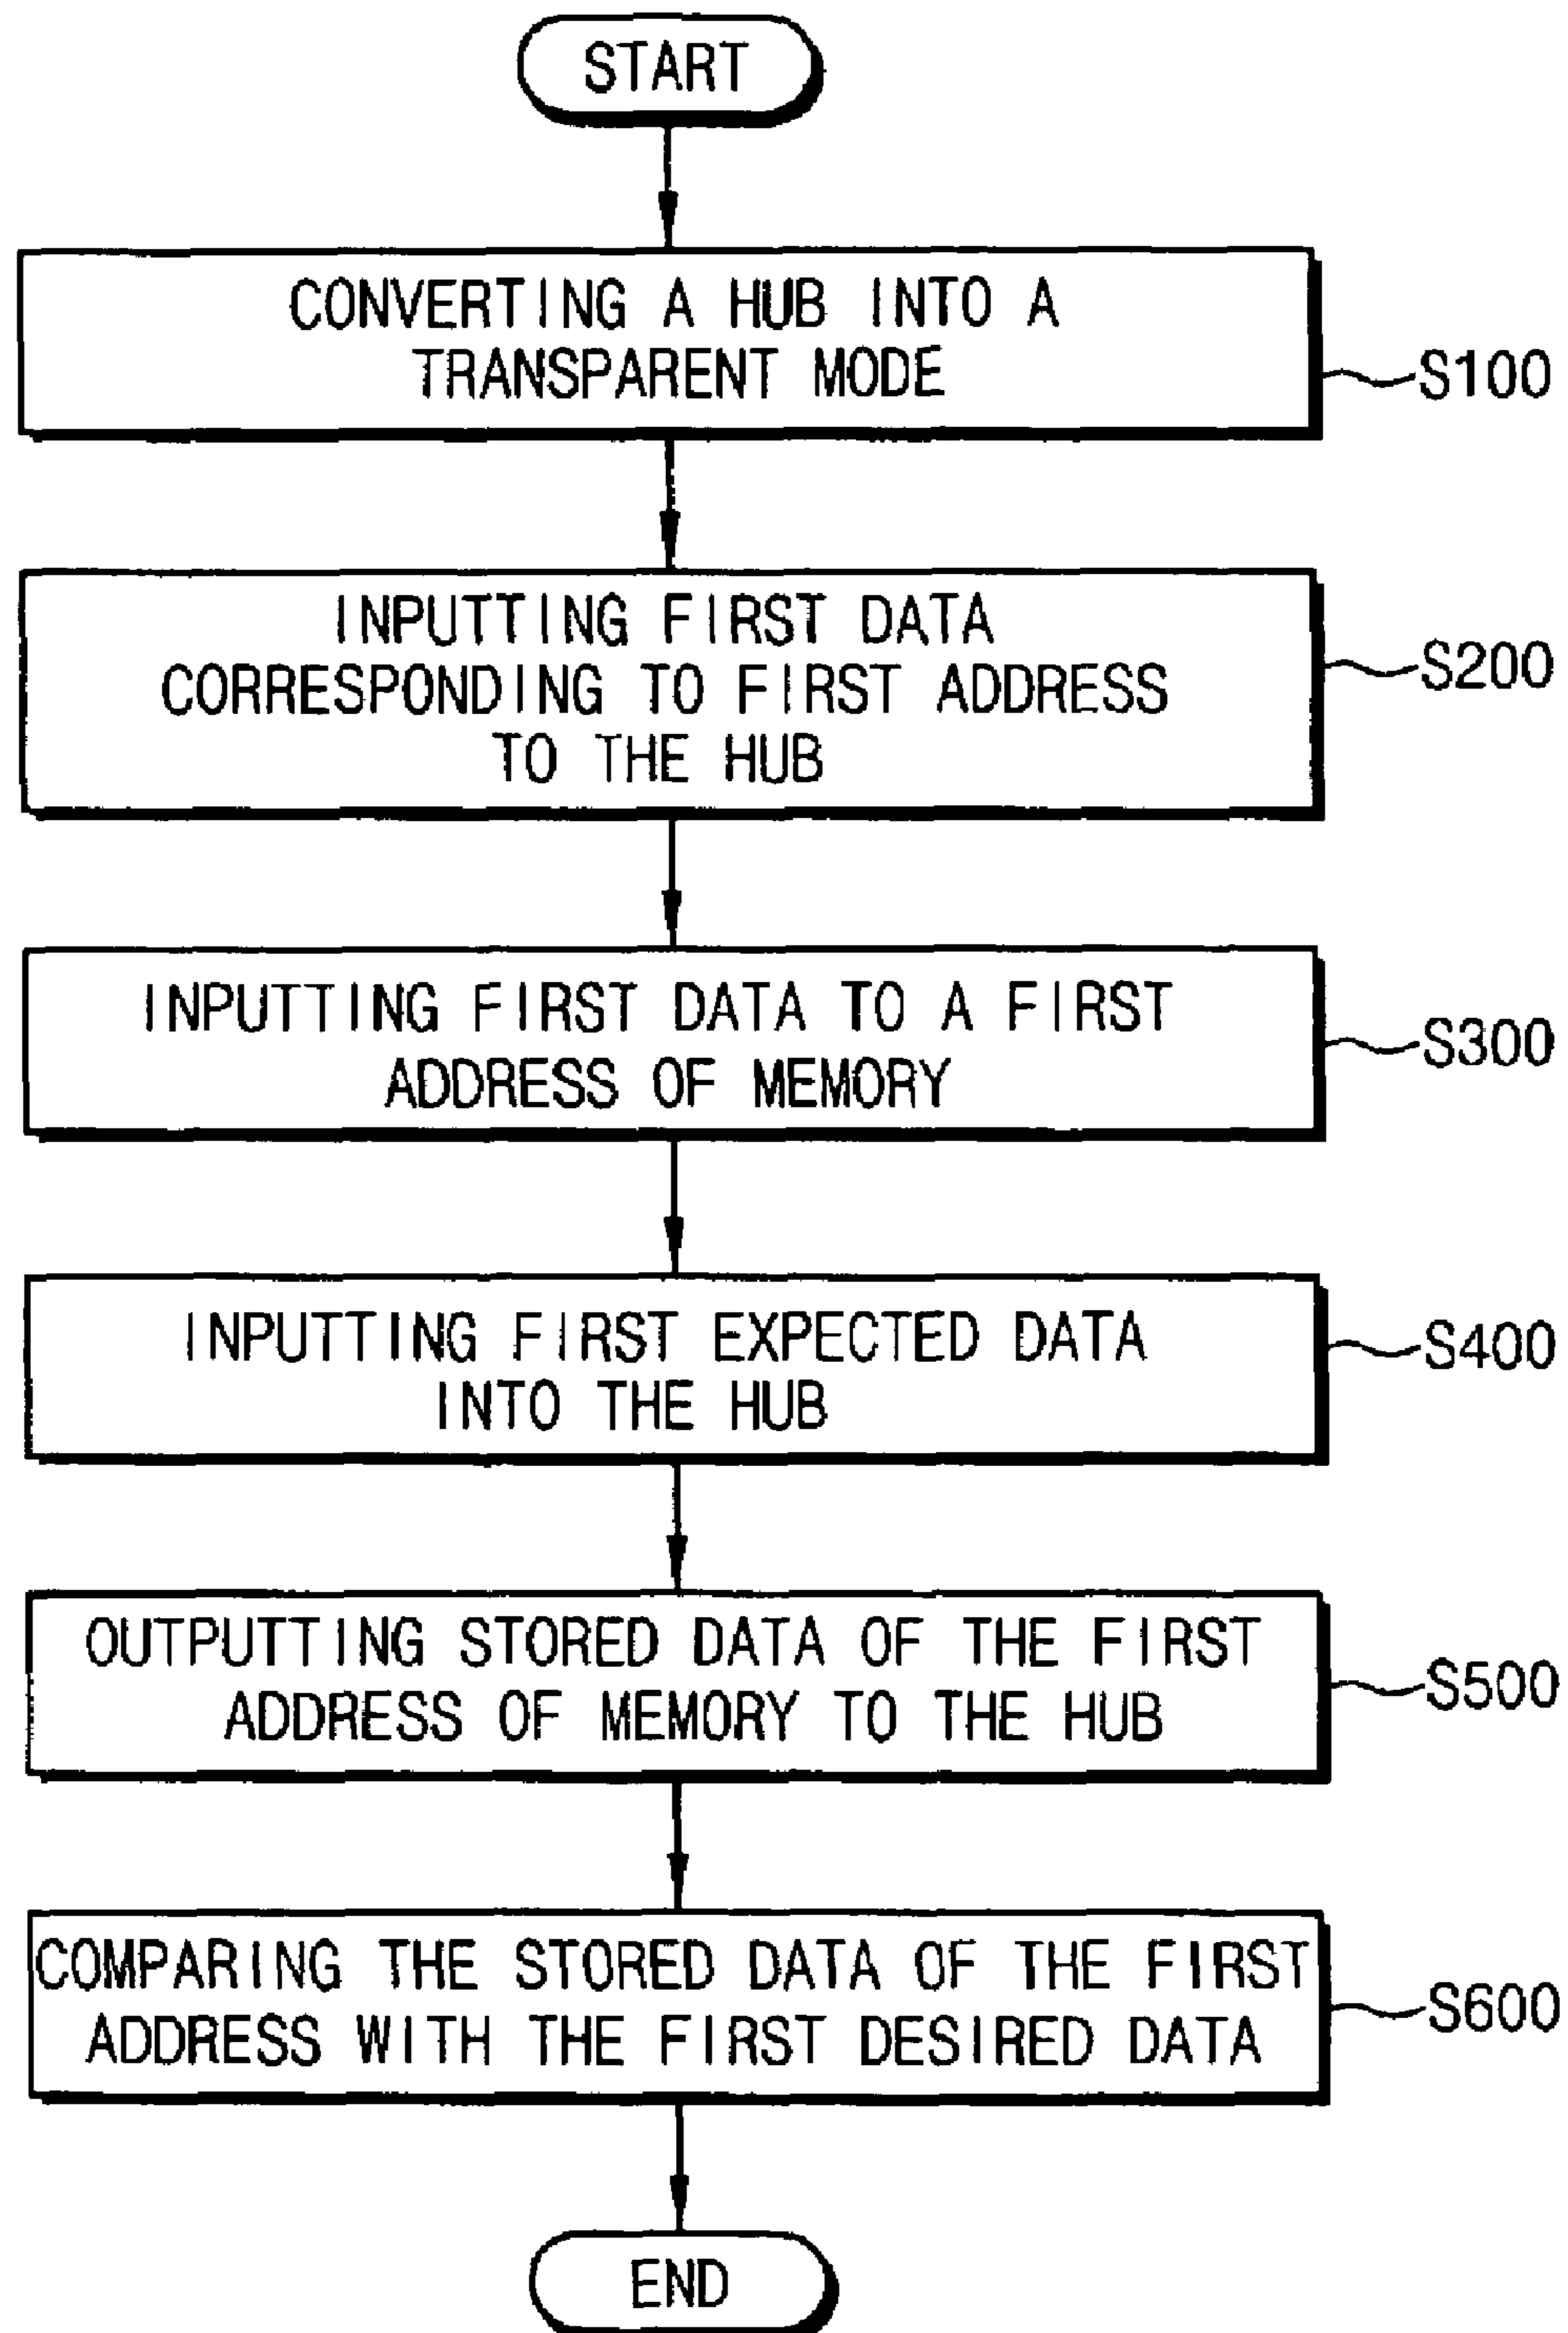 START
CONVERTING A HUB INTO A
TRANSPARENT MODE
S100
INPUTTING FIRST DATA
CORRESPONDING TO FIRST ADDRESS
TO THE HUB
S200
INPUTTING FIRST DATA TO A FIRST
ADDRESS OF MEMORY
S300
INPUTTING FIRST EXPECTED DATA
INTO THE HUB
S400
OUTPUTTING STORED DATA OF THE FIRST
ADDRESS OF MEMORY TO THE HUB
S500
COMPARING THE STORED DATA OF THE FIRST
ADDRESS WITH THE FIRST DESIRED DATA
S600
END